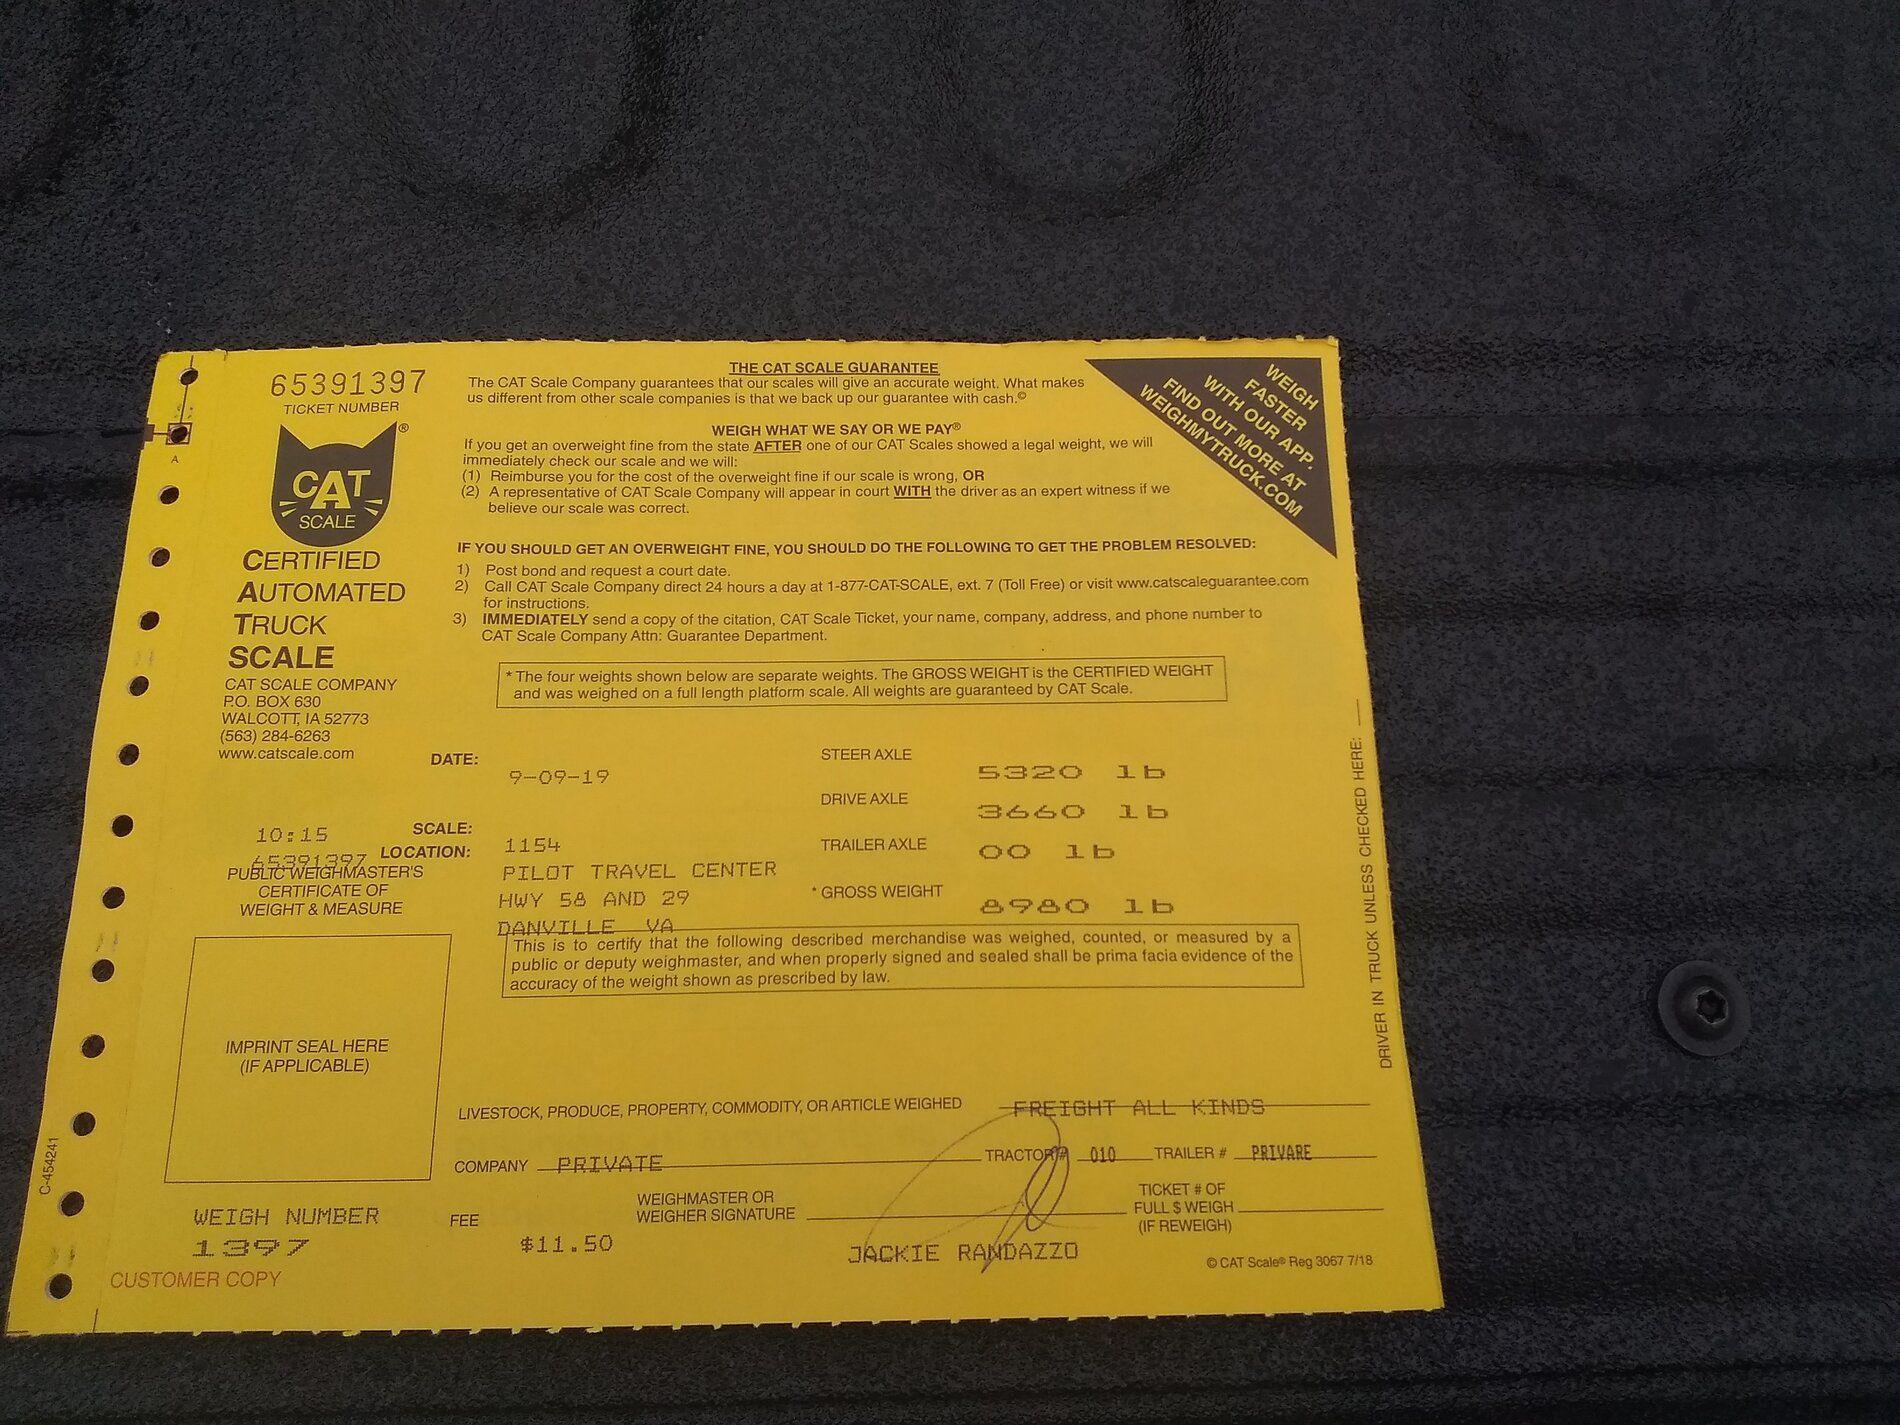 65391397
TICKET NUMBER
CAT
SCALE
®
CERTIFIED
AUTOMATED
TRUCK
SCALE
CAT SCALE COMPANY
P.O. BOX 630
WALCOTT, IA 52773
(563) 284-6263
www.catscale.com
THE CAT SCALE GUARANTEE
The CAT Scale Company guarantees that our scales will give an accurate weight. What makes
us different from other scale companies is that we back up our guarantee with cash.©
WEIGH WHAT WE SAY OR WE PAY®
If you get an overweight fine from the state AFTER one of our CAT Scales showed a legal weight, we will
immediately check our scale and we will:
(1) Reimburse you for the cost of the overweight fine if our scale is wrong, OR
(2) A representative of CAT Scale Company will appear in court WITH the driver as an expert witness if we
believe our scale was correct.
WEIGH
FASTER
WITH OUR APP.
FIND OUT MORE AT
WEIGHMYTRUCK.COM
IF YOU SHOULD GET AN OVERWEIGHT FINE, YOU SHOULD DO THE FOLLOWING TO GET THE PROBLEM RESOLVED:
1) Post bond and request a court date.
2) Call CAT Scale Company direct 24 hours a day at 1-877-CAT-SCALE, ext. 7 (Toll Free) or visit www.catscaleguarantee.com
for instructions.
3) IMMEDIATELY send a copy of the citation, CAT Scale Ticket, your name, company, address, and phone number to
CAT Scale Company Attn: Guarantee Department.
* The four weights shown below are separate weights. The GROSS WEIGHT is the CERTIFIED WEIGHT
and was weighed on a full length platform scale. All weights are guaranteed by CAT Scale.
DATE: 9-09-19
STEER AXLE 5320 lb
DRIVE AXLE 3660 lb
10:15
SCALE: 1154
TRAILER AXLE 00 lb
65391397
LOCATION: PILOT TRAVEL CENTER
HWY 58 AND 29
DANVILLE VA
* GROSS WEIGHT 8980 lb
PUBLIC WEIGHMASTER'S
CERTIFICATE OF
WEIGHT & MEASURE
This is to certify that the following described merchandise was weighed, counted, or measured by a
public or deputy weighmaster, and when properly signed and sealed shall be prima facia evidence of the
accuracy of the weight shown as prescribed by law.
IMPRINT SEAL HERE
(IF APPLICABLE)
DRIVER IN TRUCK UNLESS CHECKED HERE:
LIVESTOCK, PRODUCE, PROPERTY, COMMODITY, OR ARTICLE WEIGHED FREIGHT ALL KINDS
COMPANY PRIVATE TRACTOR# 010 TRAILER # PRIVARE
WEIGHMASTER OR
WEIGHER SIGNATURE
JACKIE RANDAZZO
TICKET # OF
FULL $ WEIGH
(IF REWEIGH)
WEIGH NUMBER
1397
FEE
$11.50
CUSTOMER COPY
© CAT Scale® Reg 3067 7/18
C-454241
A